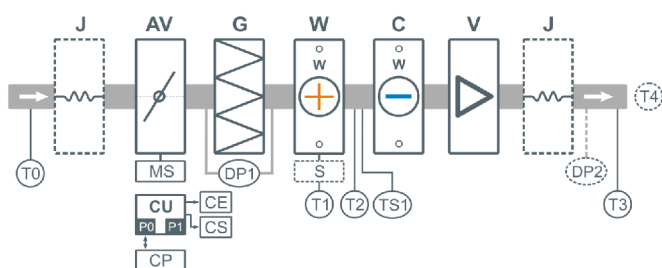 J AV G W C V J
W W
T4
MS DP1 S DP2
T0 T1 T2 TS1 T3
CU CE
P0 P1 CS
CP